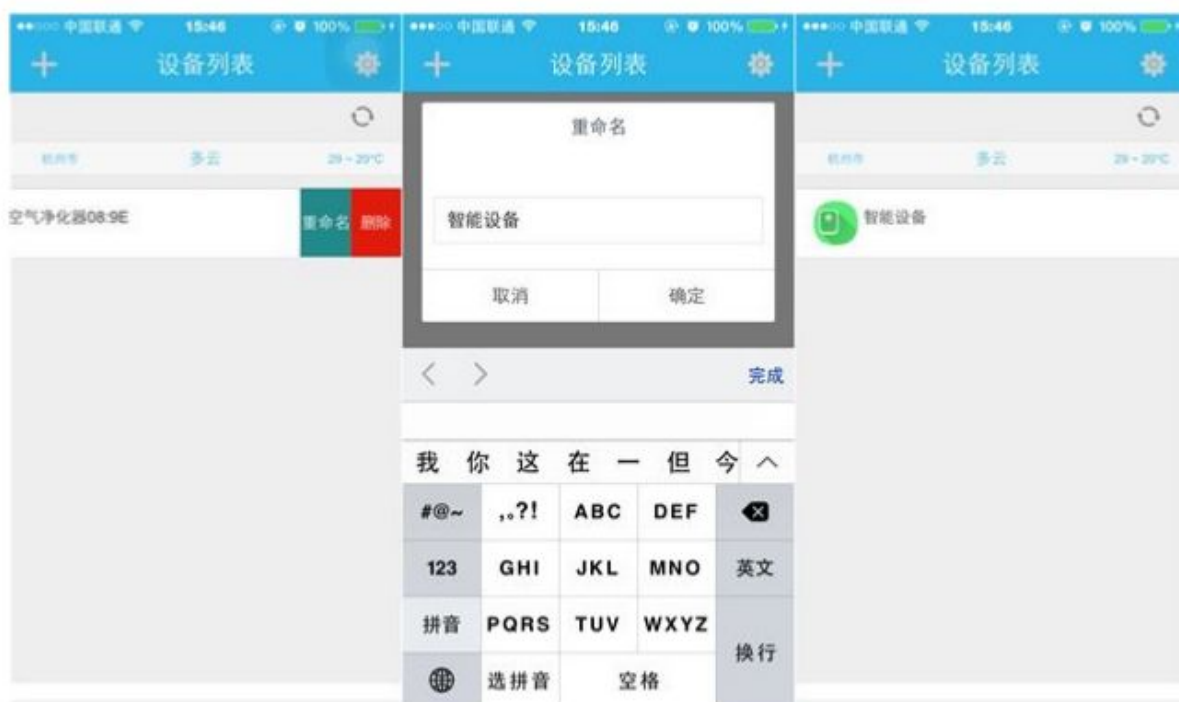 中国联通 15:46 100%
设备列表
杭州市 多云 29~20°C
空气净化器08:9E 重命名 删除
中国联通 15:46 100%
设备列表
重命名
智能设备
取消 确定
完成
我 你 这 在 一 但 今
#@~ ,。?! ABC DEF
123 GHI JKL MNO 英文
拼音 PQRS TUV WXYZ
换行
选拼音 空格
中国联通 15:46 100%
设备列表
杭州市 多云 29~20°C
智能设备